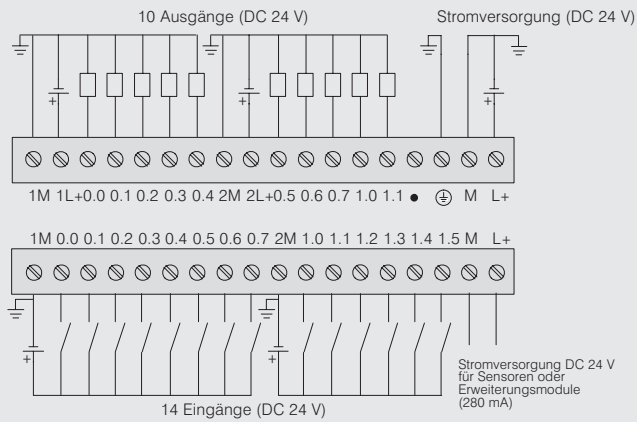 10 Ausgänge (DC 24 V) Stromversorgung (DC 24 V)
+ + +
1M 1L+ 0.0 0.1 0.2 0.3 0.4 2M 2L+ 0.5 0.6 0.7 1.0 1.1 ● M L+
1M 0.0 0.1 0.2 0.3 0.4 0.5 0.6 0.7 2M 1.0 1.1 1.2 1.3 1.4 1.5 M L+
+ +
Stromversorgung DC 24 V
für Sensoren oder
Erweiterungsmodule
(280 mA)
14 Eingänge (DC 24 V)